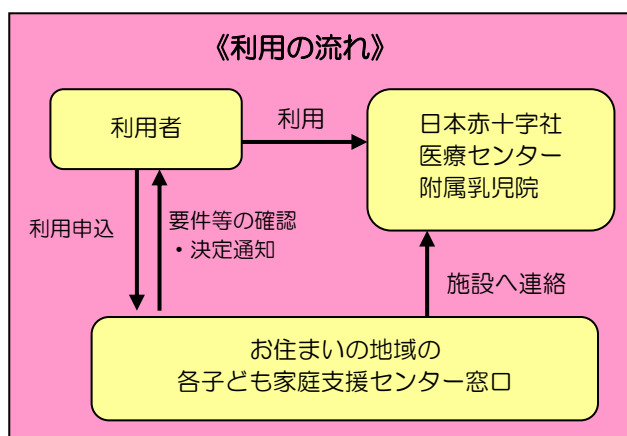 《利用の流れ》
利用者
利用
日本赤十字社
医療センター
附属乳児院
利用申込
要件等の確認
・決定通知
施設へ連絡
お住まいの地域の
各子ども家庭支援センター窓口